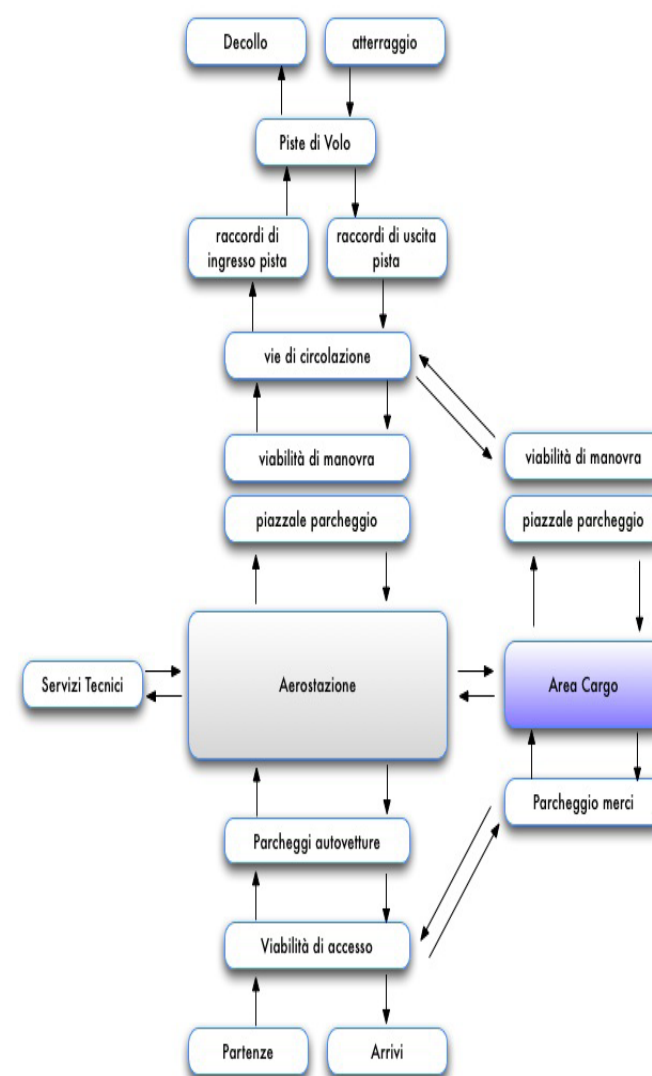 Decollo
atterraggio
Piste di Volo
raccordi di
ingresso pista
raccordi di uscita
pista
vie di circolazione
viabilità di manovra
viabilità di manovra
piazzale parcheggio
piazzale parcheggio
Servizi Tecnici
Aerostazione
Area Cargo
Parcheggio merci
Parcheggi autovetture
Viabilità di accesso
Partenze
Arrivi